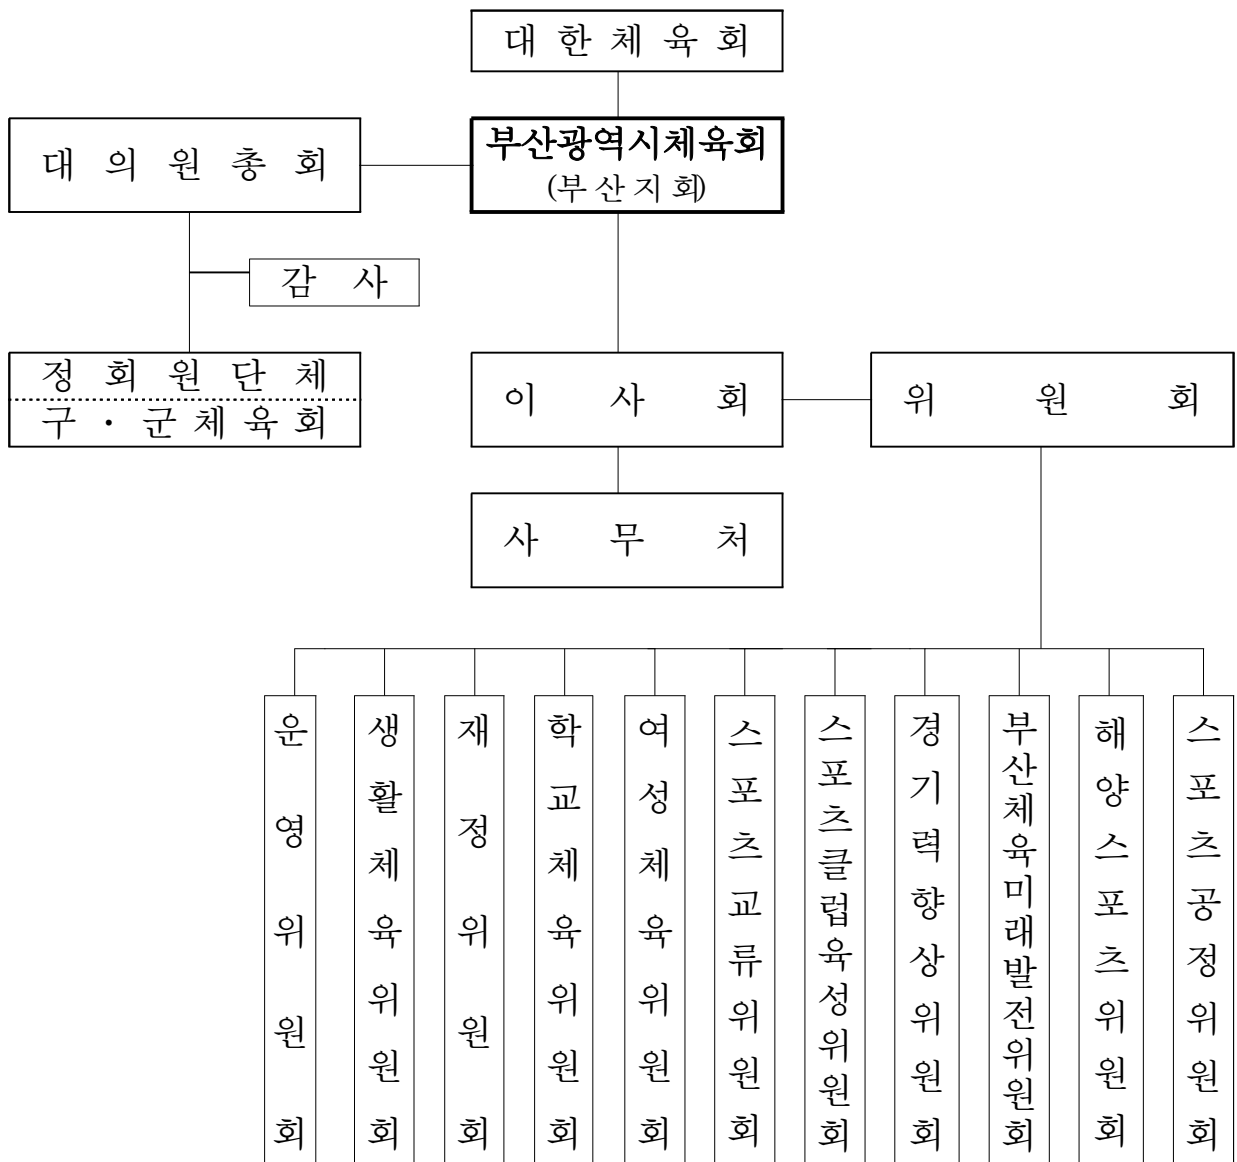 대한체육회
대의원총회
부산광역시체육회
(부산지회)
감사
정회원단체
구·군체육회
이사회
위원회
사무처
운영위원회
생활체육위원회
재정위원회
학교체육위원회
여성체육위원회
스포츠교류위원회
스포츠클럽육성위원회
경기력향상위원회
부산체육미래발전위원회
해양스포츠위원회
스포츠공정위원회